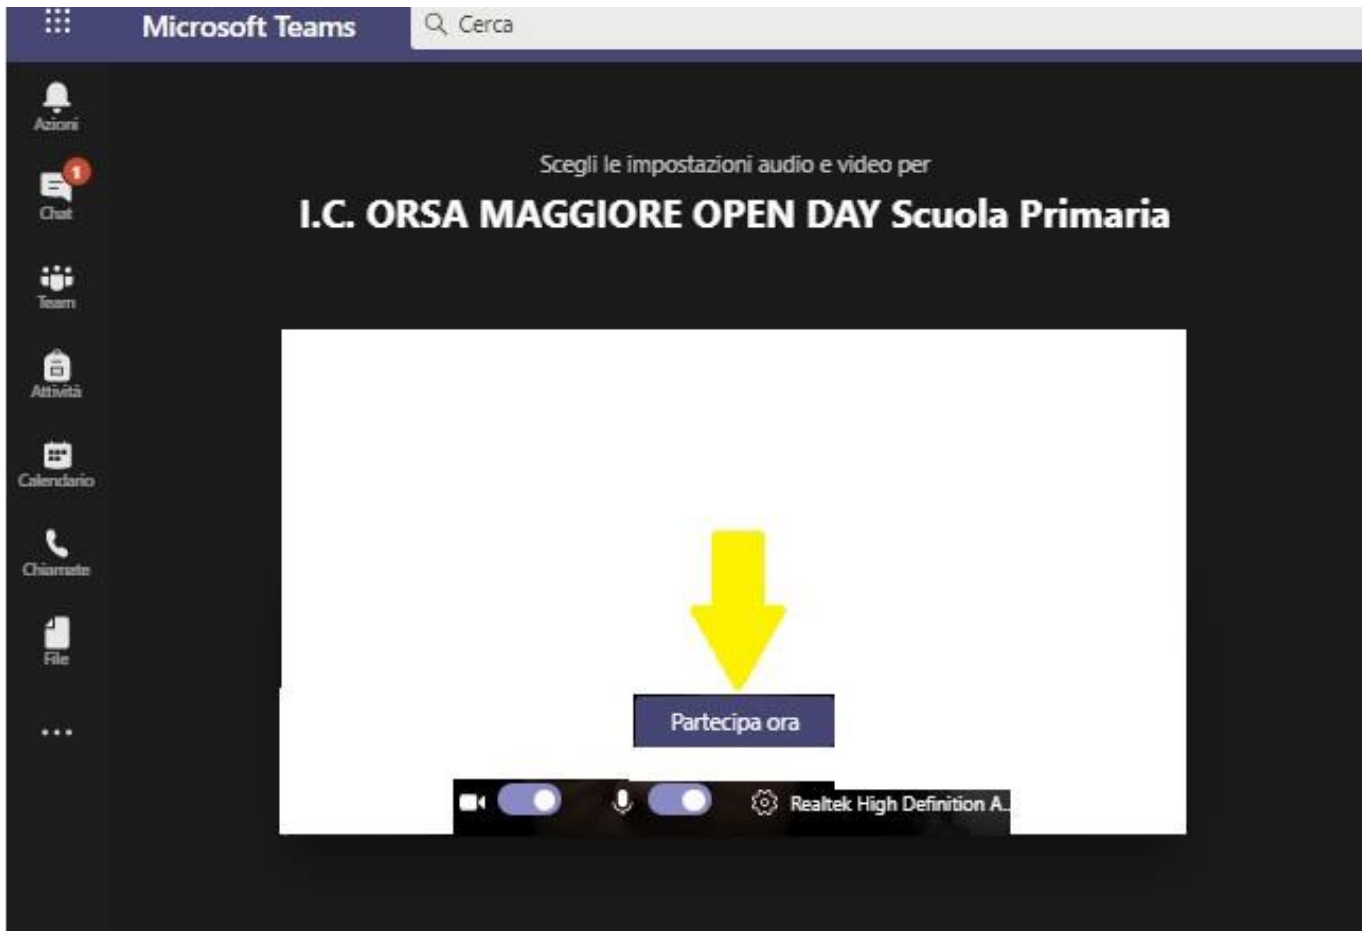 Microsoft Teams
Cerca
Azioni
1
Chat
Team
Attività
Calendario
Chiamate
File
Scegli le impostazioni audio e video per
I.C. ORSA MAGGIORE OPEN DAY Scuola Primaria
Partecipa ora
Realtek High Definition A...